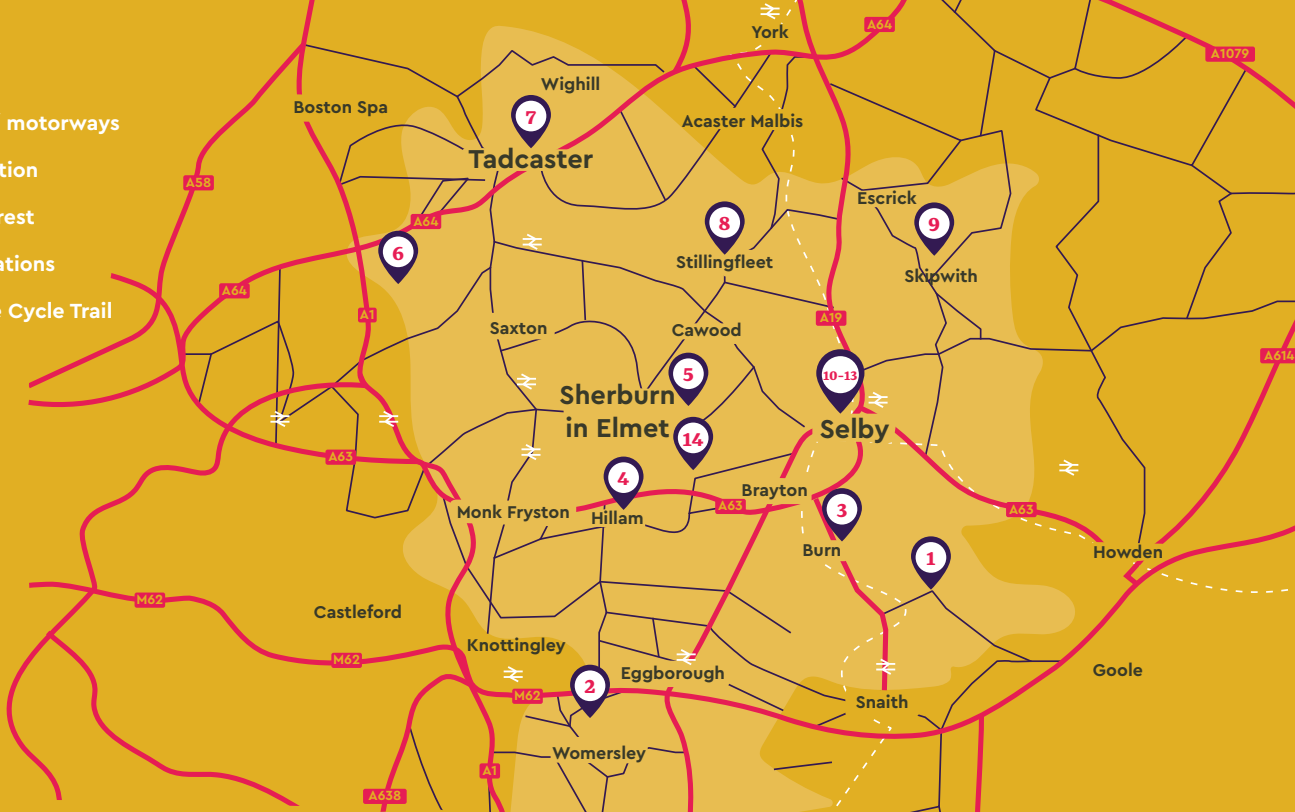 York
A64
A1079
Wighill
Boston Spa
7
Acaster Malbis
motorways
Tadcaster
tion
A58
Escrick
rest
A64
8
9
6
Stillingfleet
ations
Skipwith
A64
e Cycle Trail
A1
A19
Saxton
Cawood
A614
5
10-13
Sherburn
in Elmet
Selby
14
A63
4
Brayton
A63
A63
Monk Fryston
Hillam
3
Burn
Howden
1
M62
Castleford
Knottingley
M62
Eggborough
Goole
2
M62
Snaith
Womersley
A1
A638